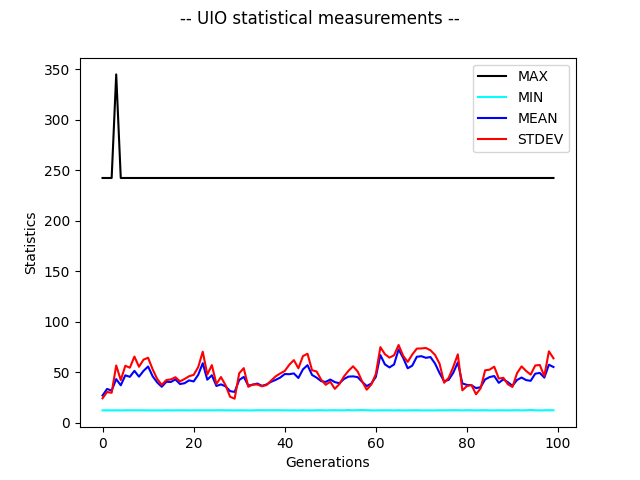 -- UIO statistical measurements --
350
300
250
200
150
100
50
0
Statistics
MAX
MIN
MEAN
STDEV
0 20 40 60 80 100
Generations